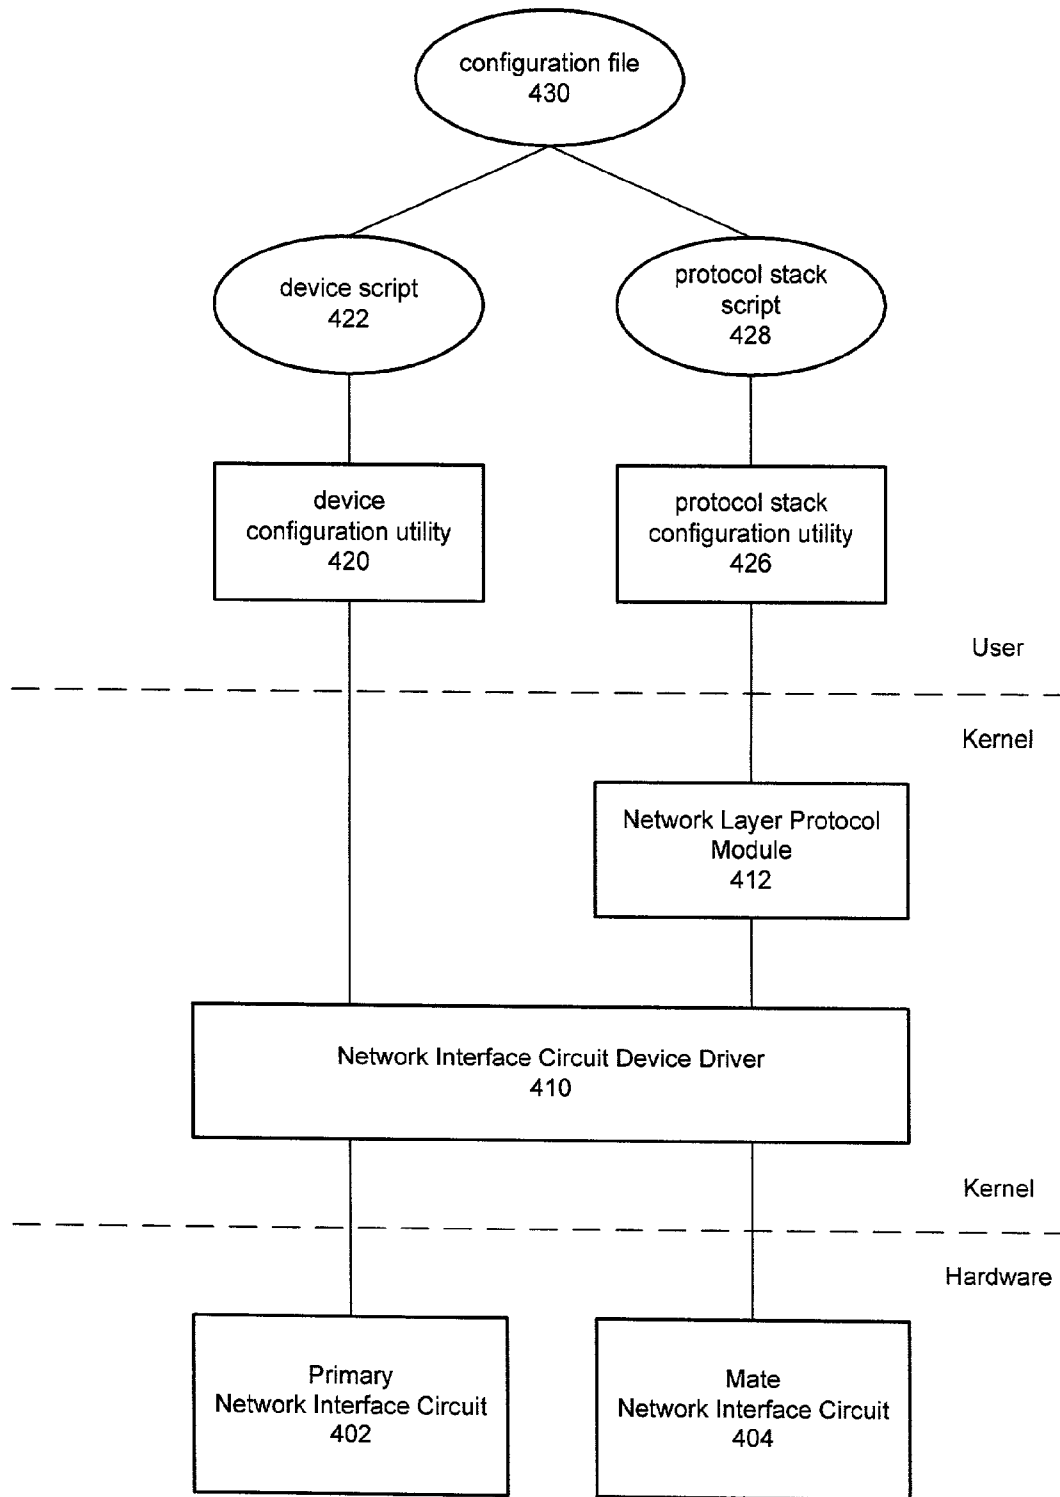 configuration file
430
device script
422
protocol stack
script
428
device
configuration utility
420
protocol stack
configuration utility
426
User
Kernel
Network Layer Protocol
Module
412
Network Interface Circuit Device Driver
410
Kernel
Hardware
Primary
Network Interface Circuit
402
Mate
Network Interface Circuit
404